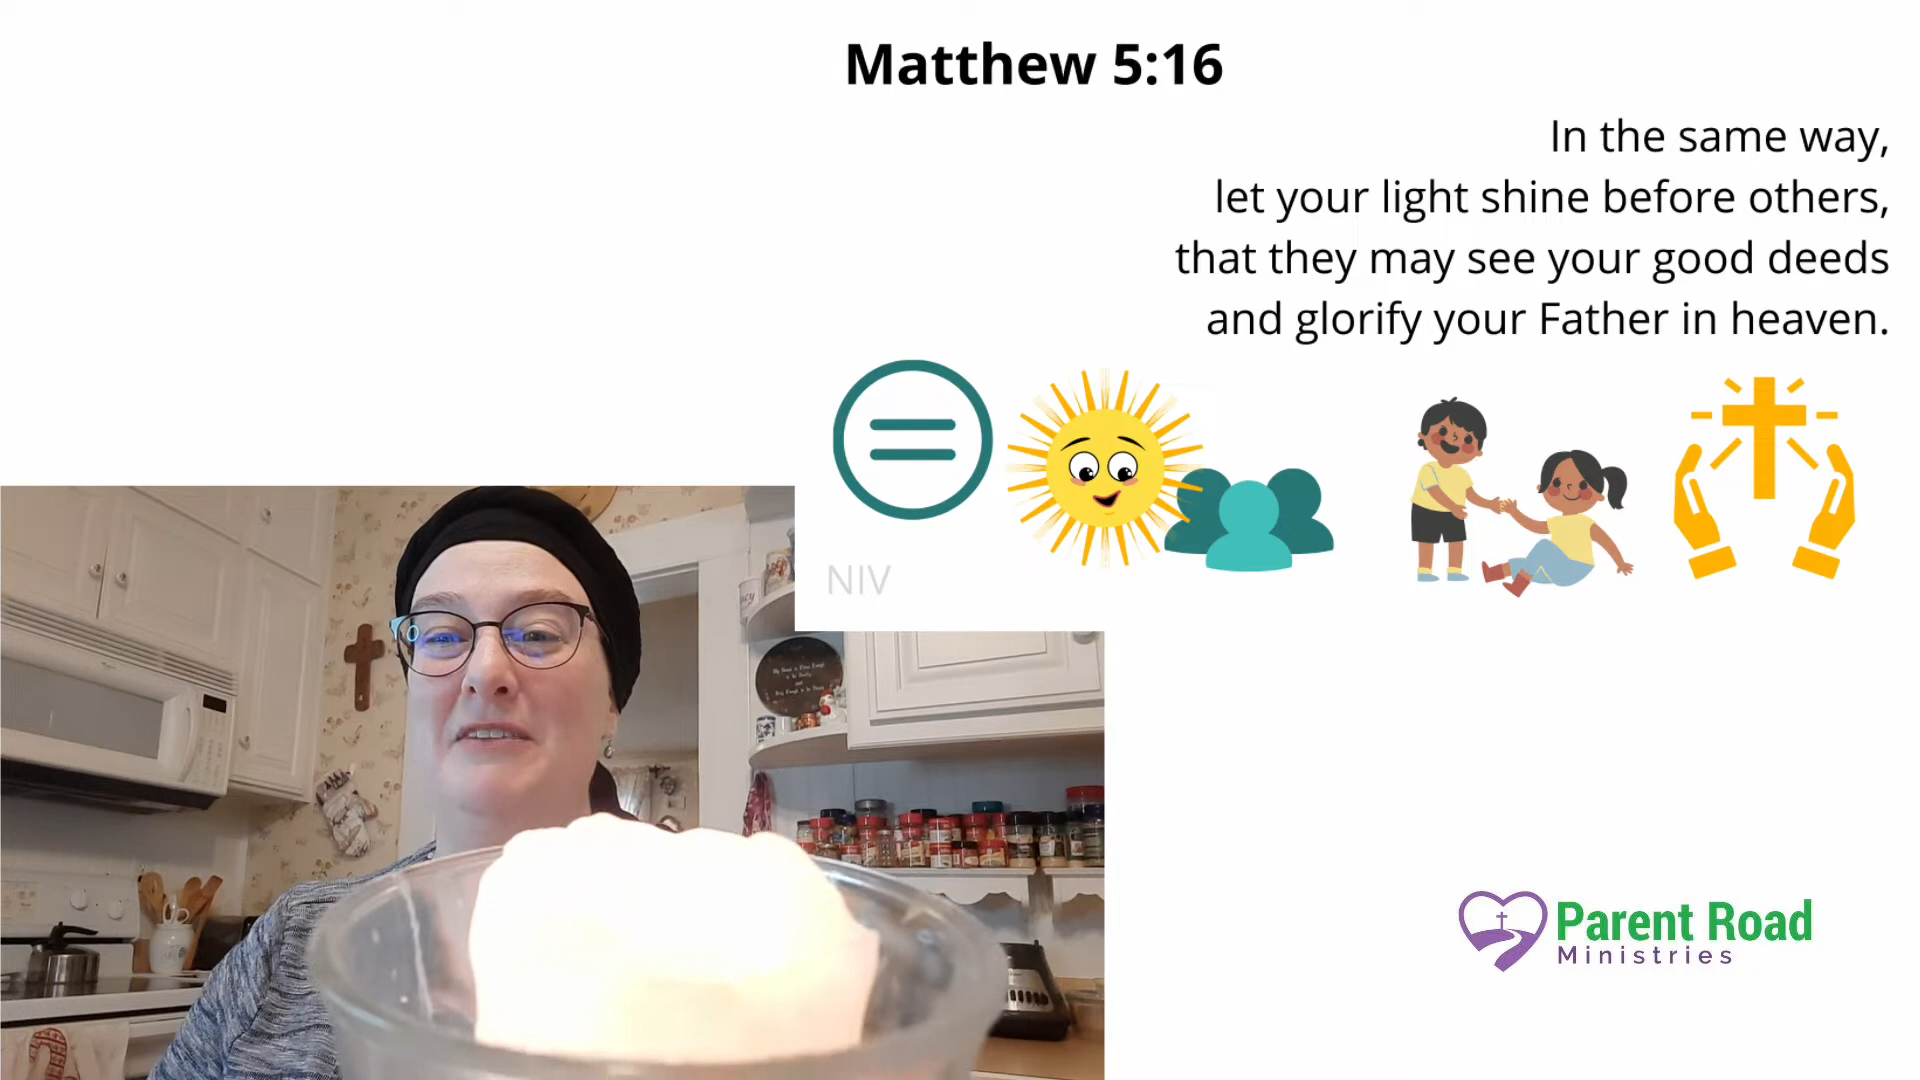 Matthew 5:16
In the same way,
let your light shine before others,
that they may see your good deeds
and glorify your Father in heaven.
NIV
Parent Road
Ministries